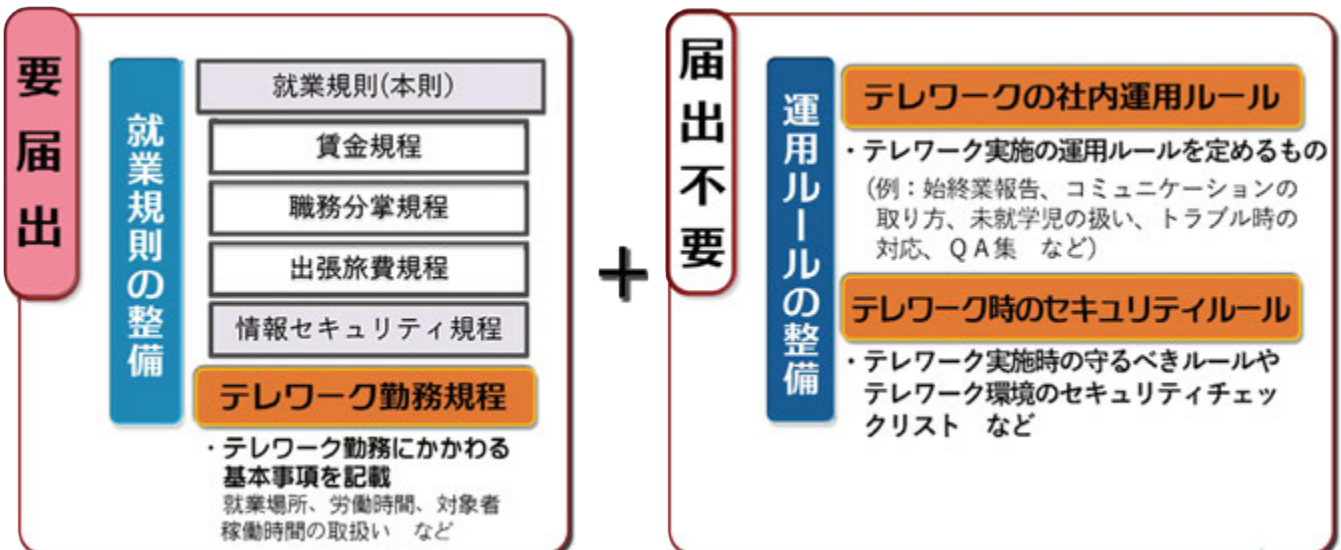 要届出
就業規則の整備
就業規則(本則)
賃金規程
職務分掌規程
出張旅費規程
情報セキュリティ規程
テレワーク勤務規程
・テレワーク勤務にかかわる
基本事項を記載
就業場所、労働時間、対象者
稼働時間の取扱い　など
＋
届出不要
運用ルールの整備
テレワークの社内運用ルール
・テレワーク実施の運用ルールを定めるもの
（例：始終業報告、コミュニケーションの
取り方、未就学児の扱い、トラブル時の
対応、ＱＡ集　など）
テレワーク時のセキュリティルール
・テレワーク実施時の守るべきルールや
テレワーク環境のセキュリティチェッ
クリスト　など